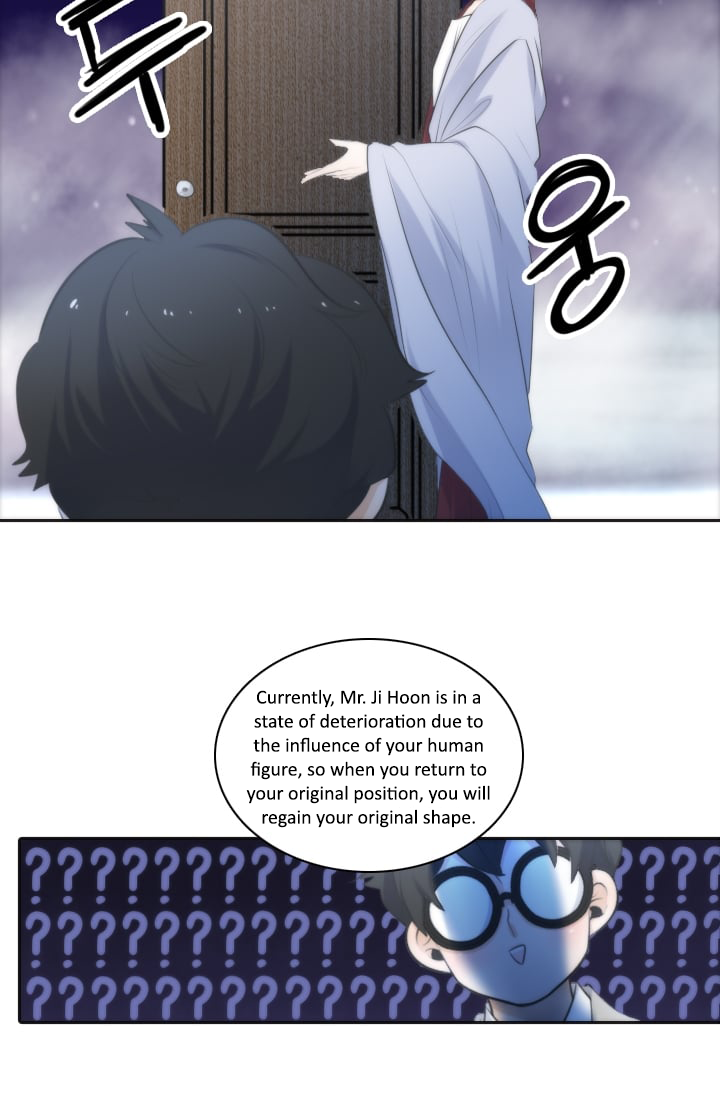 두
웅
Currently, Mr. Ji Hoon is in a
state of deterioration due to
the influence of your human
figure, so when you return to
your original position, you will
regain your original shape.
? ? ? ? ? ? ? ? ? ? ? ? ? ? ?
? ? ? ? ? ? ? ? ? ? ? ? ? ? ?
? ? ? ? ? ? ? ? ? ? ? ? ? ? ? ? ?